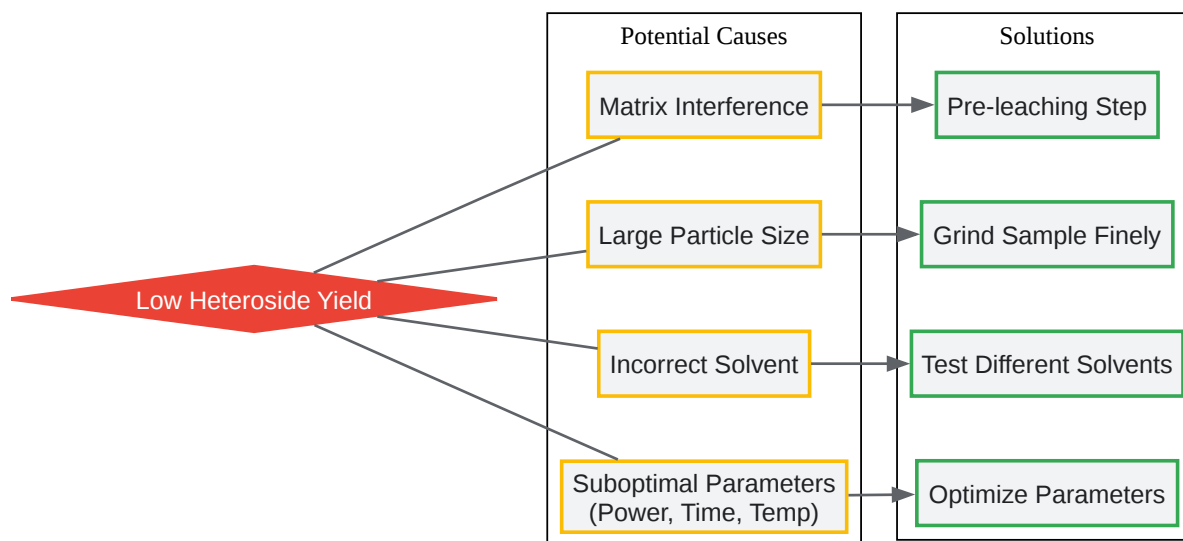 Potential Causes
Solutions
Matrix Interference
Pre-leaching Step
Large Particle Size
Grind Sample Finely
Low Heteroside Yield
Incorrect Solvent
Test Different Solvents
Suboptimal Parameters
(Power, Time, Temp)
Optimize Parameters